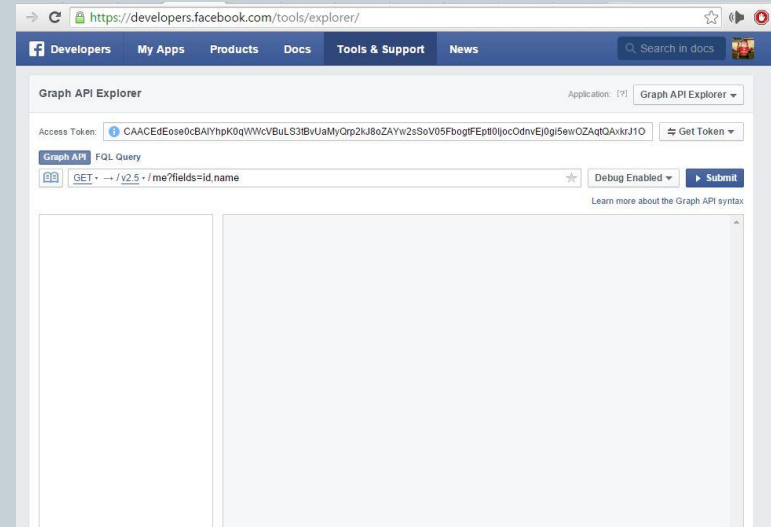 https://developers.facebook.com/tools/explorer/
Developers My Apps Products Docs Tools & Support News Search in docs
Graph API Explorer Application: [?] Graph API Explorer
Access Token: Get Token
Graph API FQL Query
GET → / v2.5 / me?fields=id,name Debug Enabled Submit
Learn more about the Graph API syntax